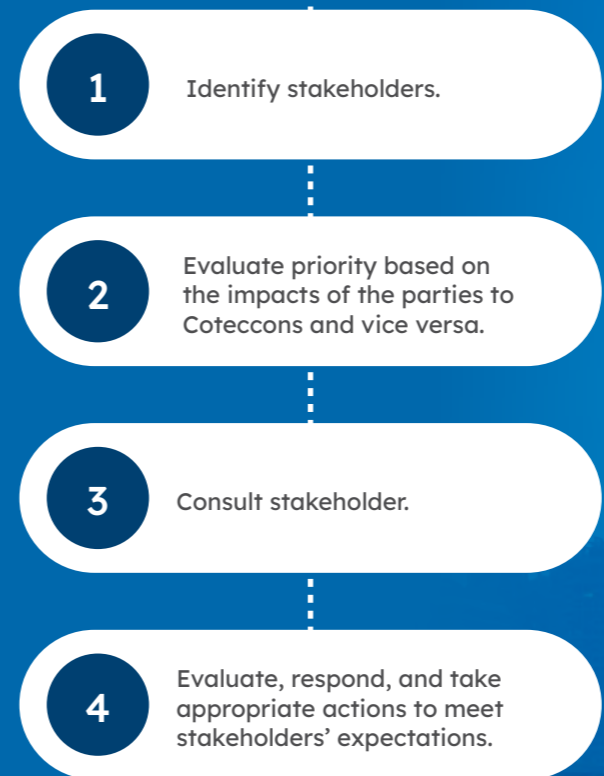 1
Identify stakeholders.
2
Evaluate priority based on
the impacts of the parties to
Coteccons and vice versa.
3
Consult stakeholder.
4
Evaluate, respond, and take
appropriate actions to meet
stakeholders’ expectations.